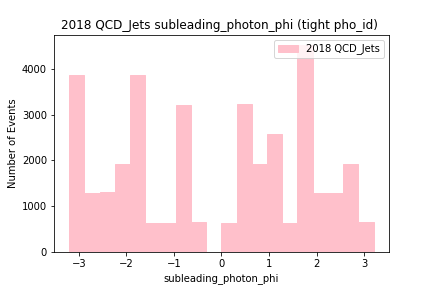 2018 QCD_Jets subleading_photon_phi (tight pho_id)
2018 QCD_Jets
Number of Events
4000
3000
2000
1000
0
−3 −2 −1 0 1 2 3
subleading_photon_phi